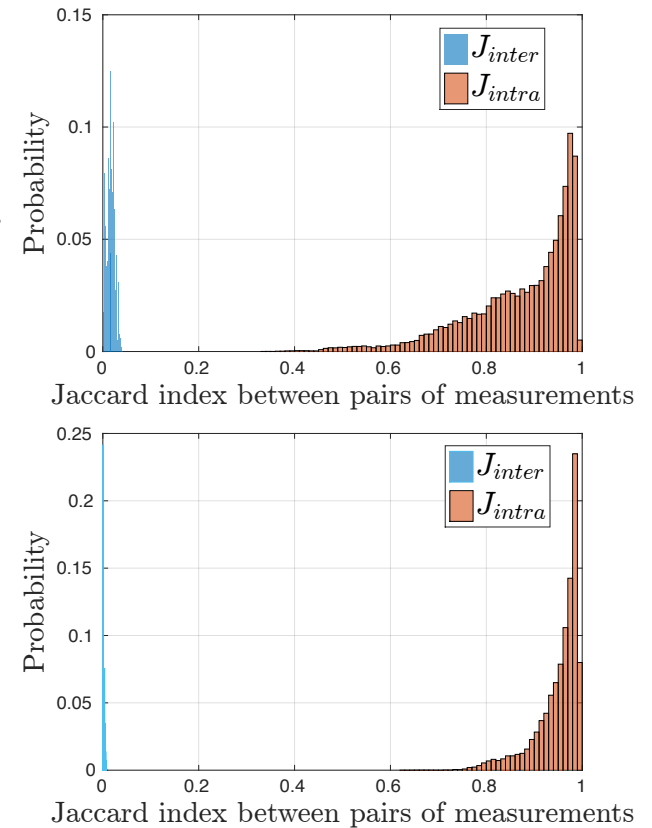 0.15
J_inter
J_intra
0.1
Probability
0.05
0
0 0.2 0.4 0.6 0.8 1
Jaccard index between pairs of measurements
0.25
J_inter
J_intra
0.2
0.15
Probability
0.1
0.05
0
0 0.2 0.4 0.6 0.8 1
Jaccard index between pairs of measurements